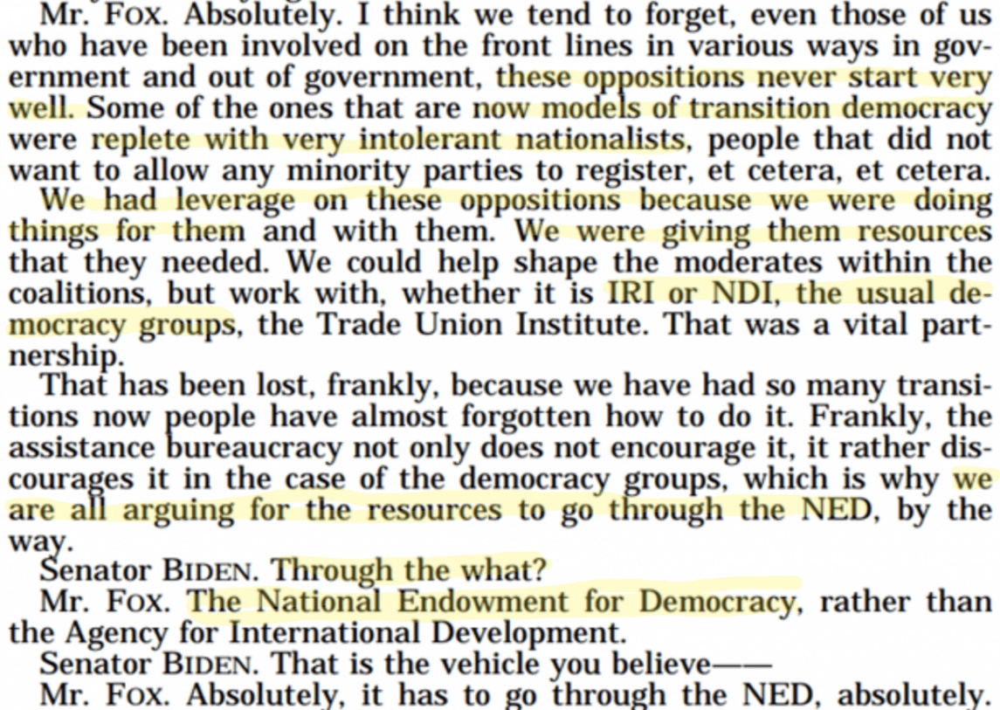 Mr. FOX. Absolutely. I think we tend to forget, even those of us
who have been involved on the front lines in various ways in gov-
ernment and out of government, these oppositions never start very
well. Some of the ones that are now models of transition democracy
were replete with very intolerant nationalists, people that did not
want to allow any minority parties to register, et cetera, et cetera.
We had leverage on these oppositions because we were doing
things for them and with them. We were giving them resources
that they needed. We could help shape the moderates within the
coalitions, but work with, whether it is IRI or NDI, the usual de-
mocracy groups, the Trade Union Institute. That was a vital part-
nership.
That has been lost, frankly, because we have had so many transi-
tions now people have almost forgotten how to do it. Frankly, the
assistance bureaucracy not only does not encourage it, it rather dis-
courages it in the case of the democracy groups, which is why we
are all arguing for the resources to go through the NED, by the
way.
Senator BIDEN. Through the what?
Mr. FOX. The National Endowment for Democracy, rather than
the Agency for International Development.
Senator BIDEN. That is the vehicle you believe——
Mr. FOX. Absolutely, it has to go through the NED, absolutely.